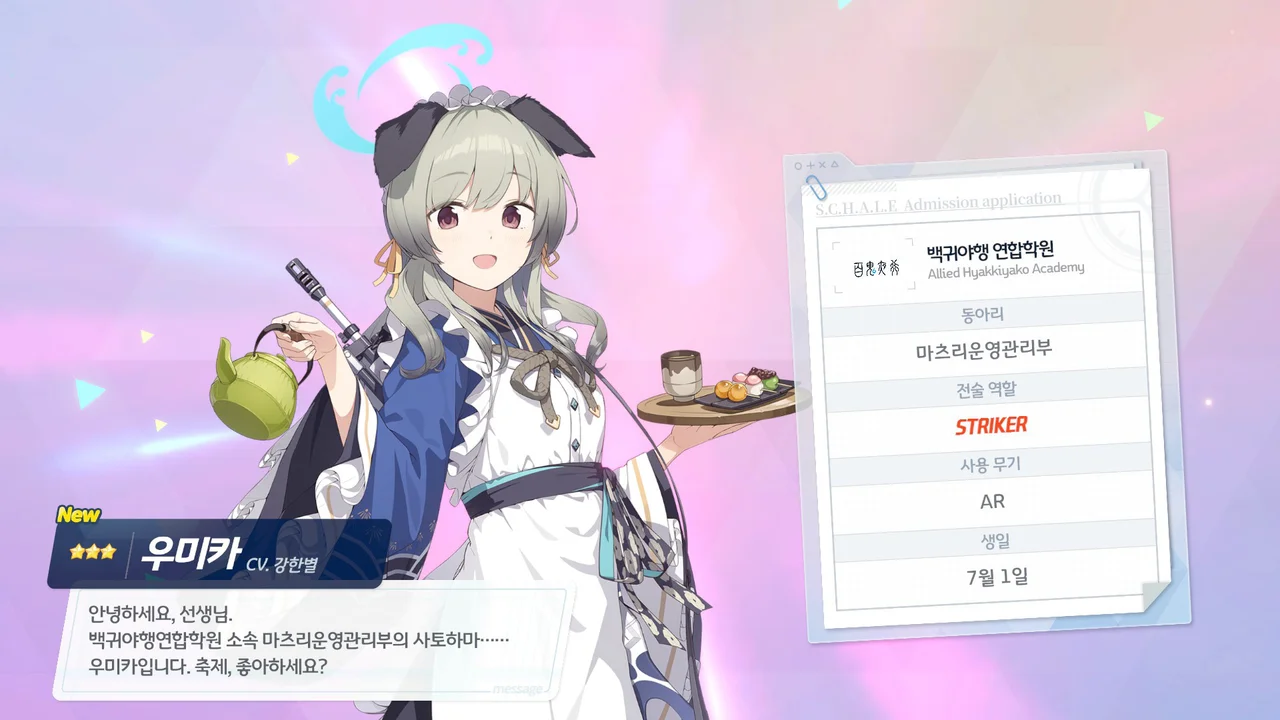 S.C.H.A.L.E Admission application
百鬼夜行
백귀야행 연합학원
Allied Hyakkiyako Academy
동아리
마츠리운영관리부
전술 역할
STRIKER
사용 무기
AR
생일
7월 1일
New
우미카 CV. 강한별
안녕하세요, 선생님.
백귀야행연합학원 소속 마츠리운영관리부의 사토하마……
우미카입니다. 축제, 좋아하세요?
message